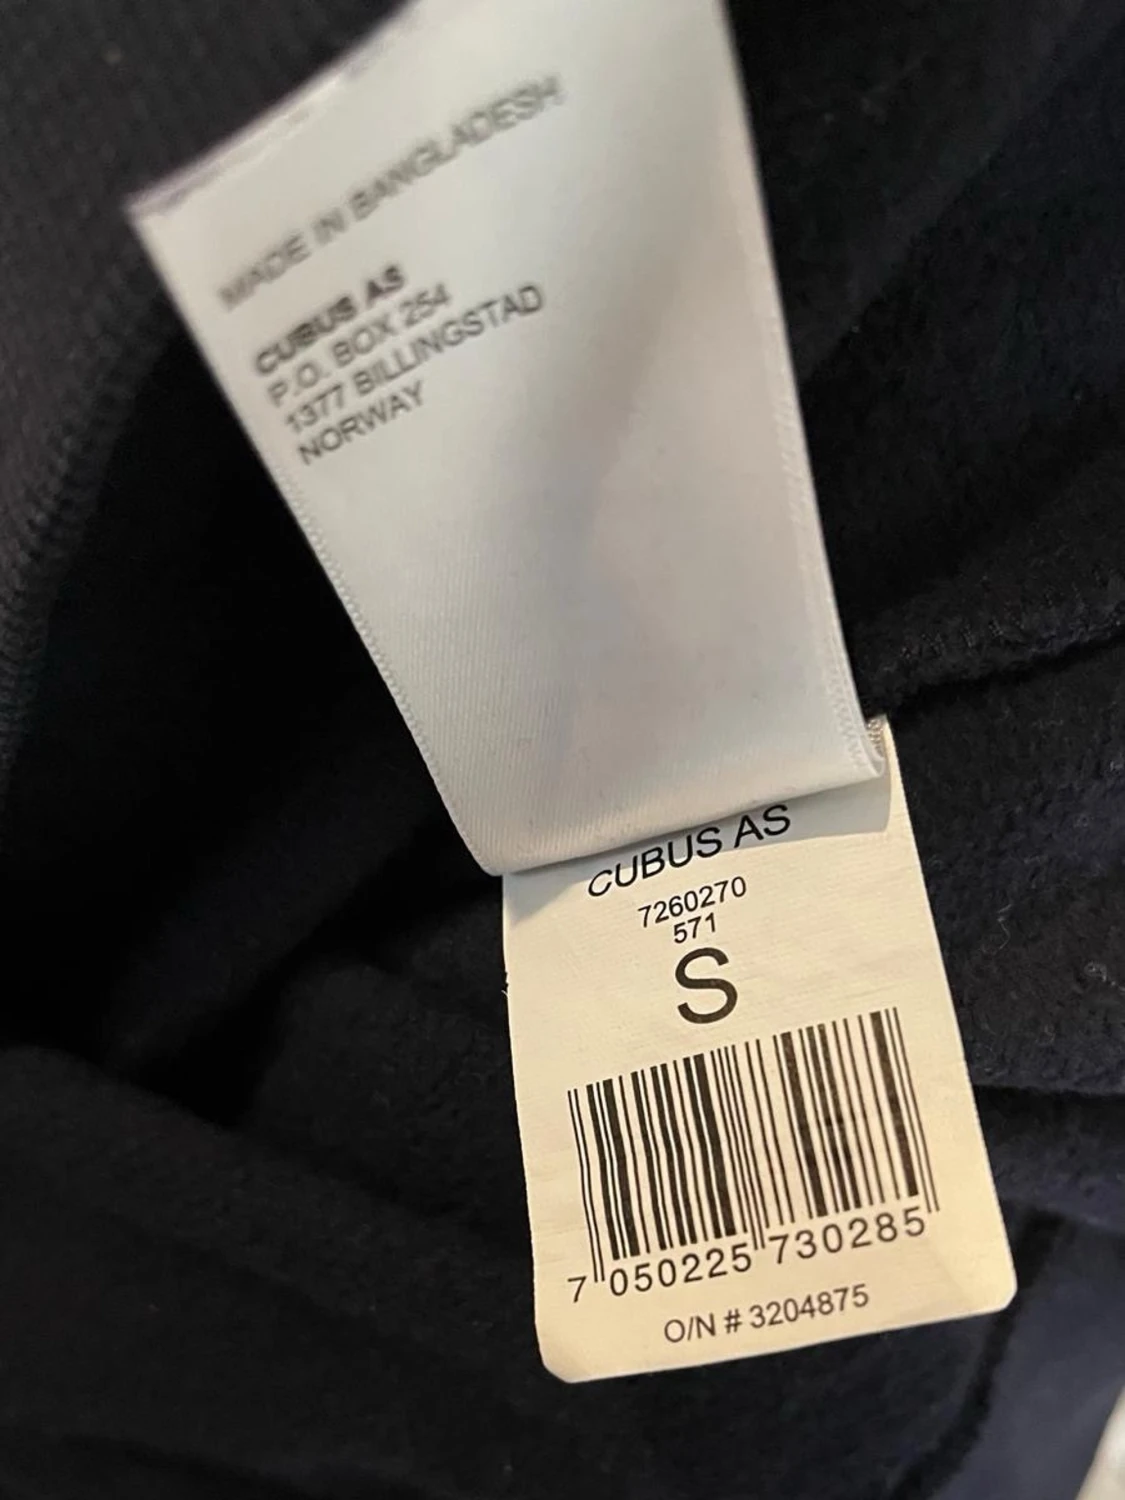 MADE IN BANGLADESH
CUBUS AS
P.O. BOX 254
1377 BILLINGSTAD
NORWAY
CUBUS AS
7260270
571
S
7 050225 730285
O/N # 3204875